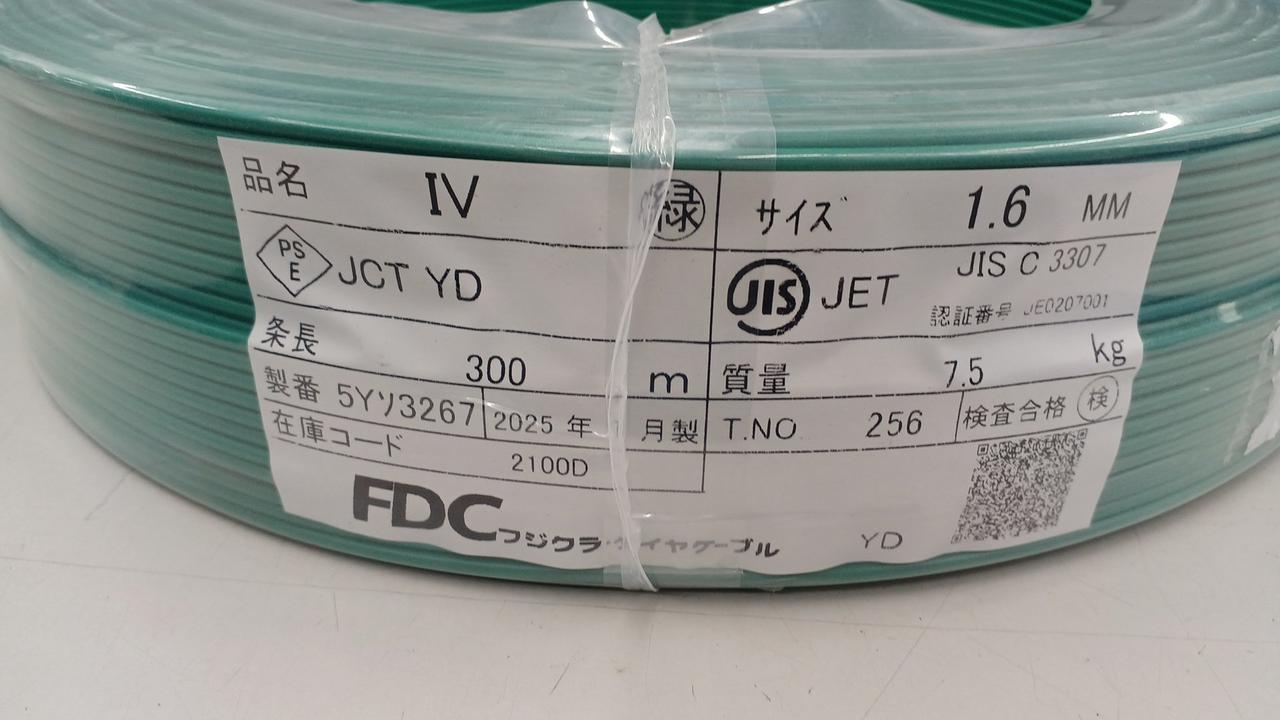 品名 IV 緑 サイズ 1.6 MM
PS E JCT YD JIS JET JIS C 3307
認証番号 JE0207001
条長 300 m 質量 7.5 kg
製番 5Yソ3267 2025 年 月製 T.NO 256 検査合格 検
在庫コード 2100D
FDC フジクラ・ダイヤケーブル YD